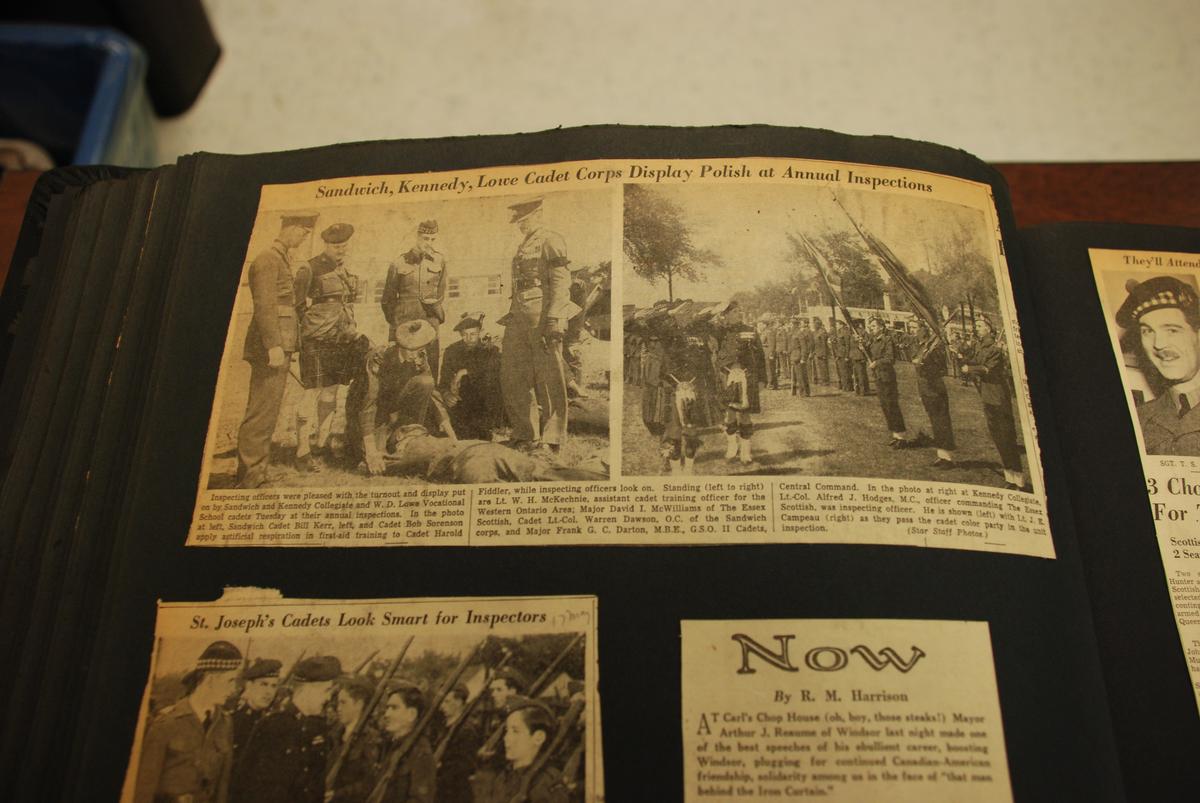 Sandwich, Kennedy, Lowe Cadet Corps Display Polish at Annual Inspections
Inspecting officers were pleased with the turnout and display put
on by Sandwich and Kennedy Collegiate and W. D. Lowe Vocational
School cadets Tuesday at their annual inspections. In the photo
at left, Sandwich Cadet Bill Kerr, left, and Cadet Bob Sorenson
apply artificial respiration in first-aid training to Cadet Harold
Fiddler, while inspecting officers look on. Standing (left to right)
are Lt. W. H. McKechnie, assistant cadet training officer for the
Western Ontario Area; Major David I. McWilliams of The Essex
Scottish, Cadet Lt.-Col. Warren Dawson, O.C. of the Sandwich
corps, and Major Frank G. C. Darton, M.B.E., G.S.O. II Cadets,
Central Command. In the photo at right at Kennedy Collegiate,
Lt.-Col. Alfred J. Hodges, M.C., officer commanding The Essex
Scottish, was inspecting officer. He is shown (left) with Lt. J. E.
Campeau (right) as they pass the cadet color party in the unit
inspection.
(Star Staff Photos.)
St. Joseph's Cadets Look Smart for Inspectors
Now
By R. M. Harrison
AT Carl's Chop House (oh, boy, those steaks!) Mayor
Arthur J. Reaume of Windsor last night made one
of the best speeches of his ebullient career, boosting
Windsor, plugging for continued Canadian-American
friendship, solidarity among us in the face of "that man
behind the Iron Curtain."
They'll Attend
SGT. T. S.
3 Cho
For T
Scottis
2 Sea
Two
Hunter
Scottish
selected
continu
armed
Queen